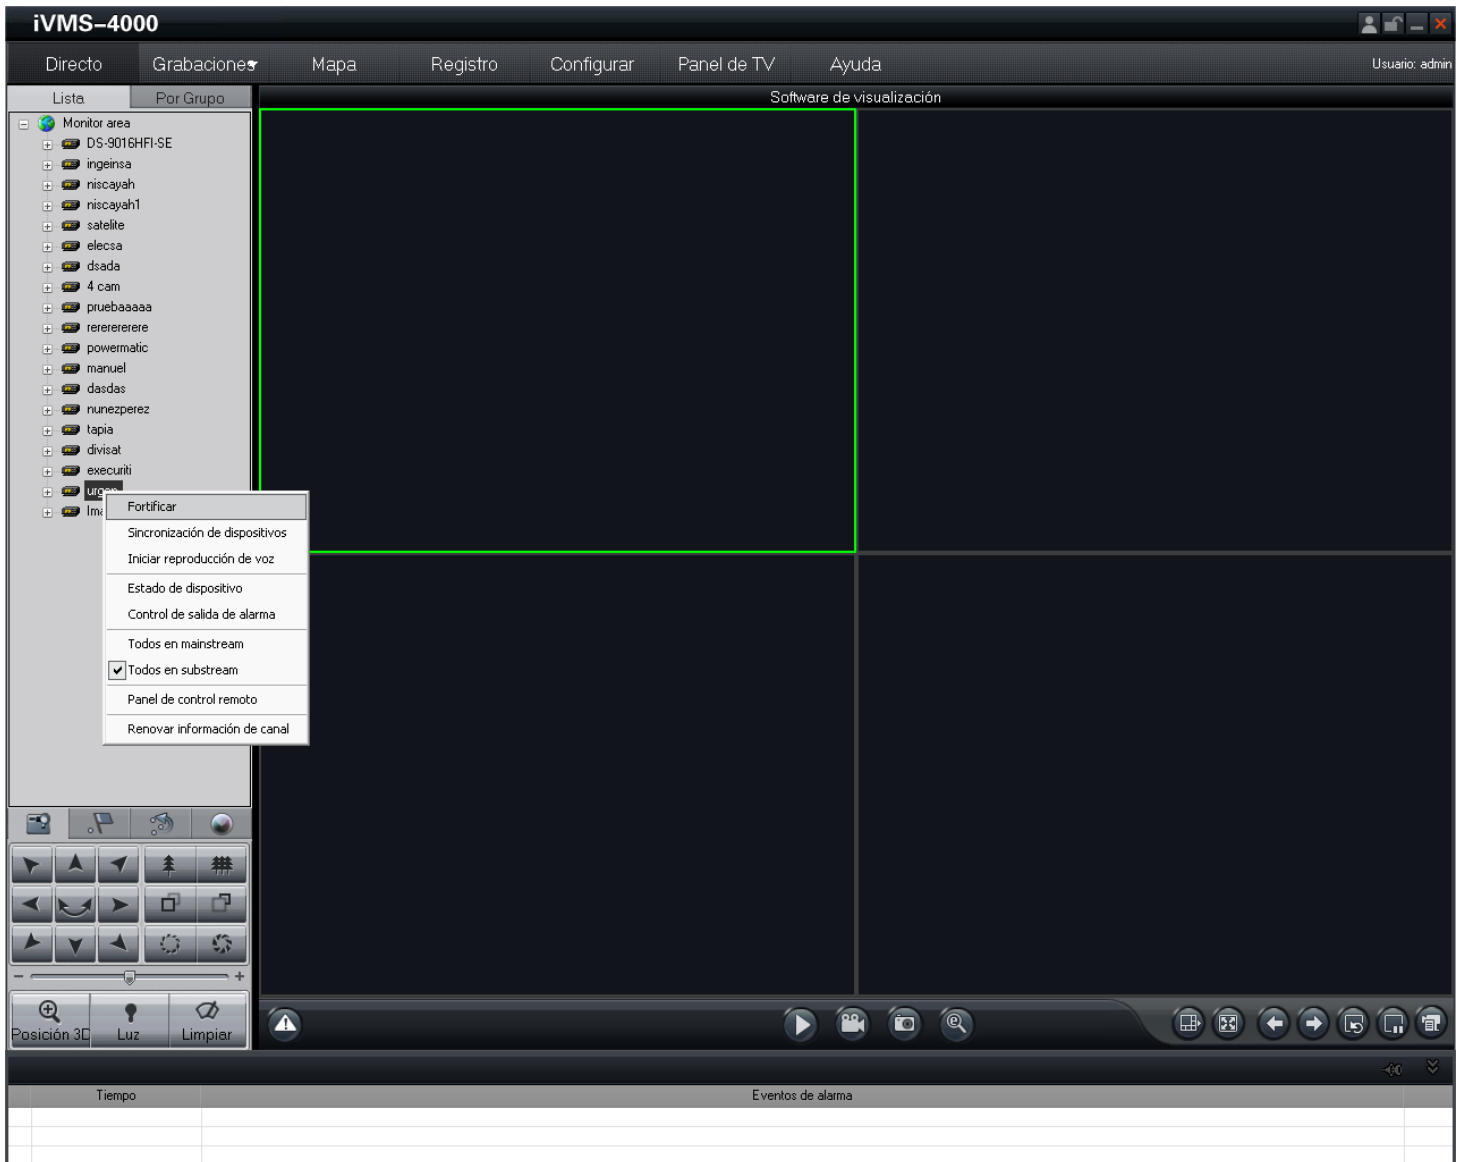 iVMS-4000
Directo Grabaciones Mapa Registro Configurar Panel de TV Ayuda Usuario: admin
Lista Por Grupo Software de visualización
Monitor area
DS-9016HFI-SE
ingeinsa
niscayah
niscayah1
satelite
elecsa
dsada
4 cam
pruebaaaaa
rerererererere
powermatic
manuel
dasdas
nunezperez
tapia
divisat
executiti
Fortificar
Sincronización de dispositivos
Iniciar reproducción de voz
Estado de dispositivo
Control de salida de alarma
Todos en mainstream
Todos en substream
Panel de control remoto
Renovar información de canal
Posición 3D Luz Limpiar
Tiempo Eventos de alarma